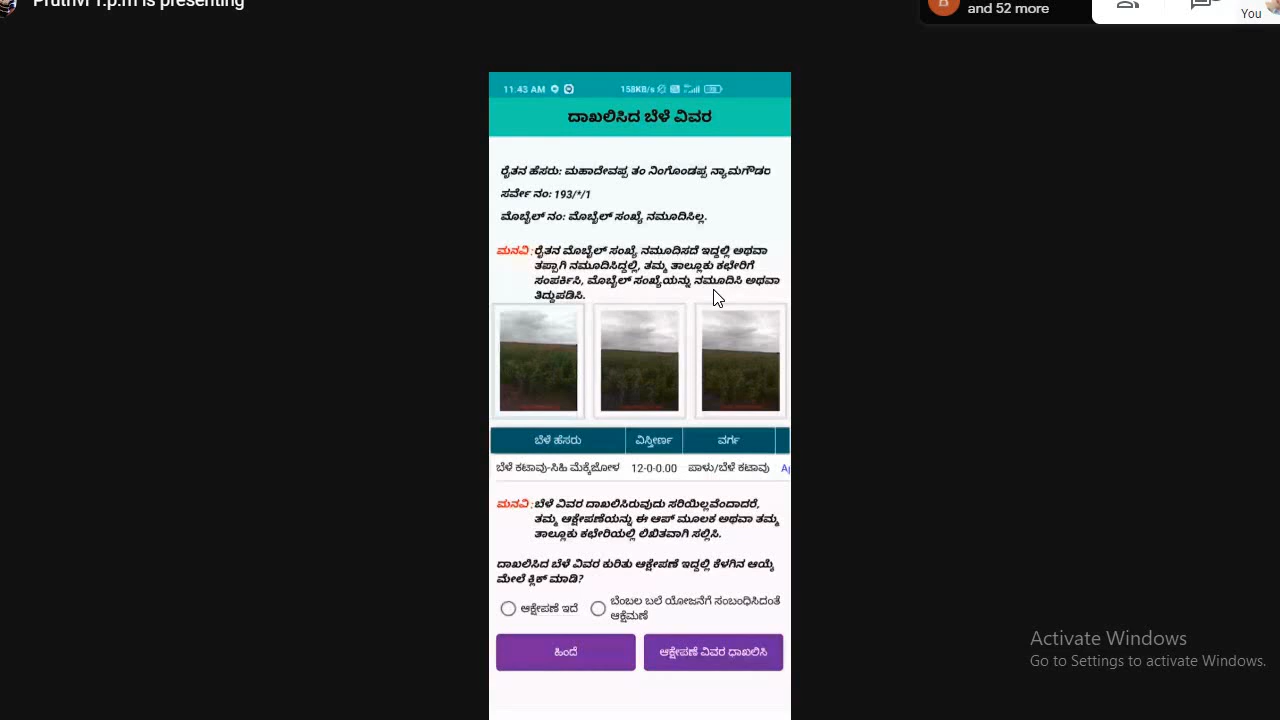 Pruthvi T.p.m is presenting
and 52 more
You
11.43 AM
158KB/s
ದಾಖಲಿಸಿದ ಬೆಳೆ ವಿವರ
ರೈತನ ಹೆಸರು: ಮಹಾದೇವಪ್ಪ ತಂ ನಿಂಗೊಂಡಪ್ಪ ನ್ಯಾಮಗೌಡರ
ಸರ್ವೇ ನಂ: 193/*/1
ಮೊಬೈಲ್ ನಂ: ಮೊಬೈಲ್ ಸಂಖ್ಯೆ ನಮೂದಿಸಿಲ್ಲ.
ಮನವಿ : ರೈತನ ಮೊಬೈಲ್ ಸಂಖ್ಯೆ ನಮೂದಿಸದೆ ಇದ್ದಲ್ಲಿ ಅಥವಾ
ತಪ್ಪಾಗಿ ನಮೂದಿಸಿದ್ದಲ್ಲಿ, ತಮ್ಮ ತಾಲ್ಲೂಕು ಕಛೇರಿಗೆ
ಸಂಪರ್ಕಿಸಿ, ಮೊಬೈಲ್ ಸಂಖ್ಯೆಯನ್ನು ನಮೂದಿಸಿ ಅಥವಾ
ತಿದ್ದುಪಡಿಸಿ.
ಬೆಳೆ ಹೆಸರು ವಿಸ್ತೀರ್ಣ ವರ್ಗ
ಬೆಳೆ ಕಟಾವು-ಸಿಹಿ ಮೆಕ್ಕೆಜೋಳ 12-0-0.00 ಪಾಳು/ಬೆಳೆ ಕಟಾವು
ಮನವಿ : ಬೆಳೆ ವಿವರ ದಾಖಲಿಸಿರುವುದು ಸರಿಯಿಲ್ಲವೆಂದಾದರೆ,
ತಮ್ಮ ಆಕ್ಷೇಪಣೆಯನ್ನು ಈ ಆಪ್ ಮೂಲಕ ಅಥವಾ ತಮ್ಮ
ತಾಲ್ಲೂಕು ಕಛೇರಿಯಲ್ಲಿ ಲಿಖಿತವಾಗಿ ಸಲ್ಲಿಸಿ.
ದಾಖಲಿಸಿದ ಬೆಳೆ ವಿವರ ಕುರಿತು ಆಕ್ಷೇಪಣೆ ಇದ್ದಲ್ಲಿ ಕೆಳಗಿನ ಆಯ್ಕೆ
ಮೇಲೆ ಕ್ಲಿಕ್ ಮಾಡಿ?
ಆಕ್ಷೇಪಣೆ ಇದೆ
ಬೆಂಬಲ ಬಲೆ ಯೋಜನೆಗೆ ಸಂಬಂಧಿಸಿದಂತೆ
ಆಕ್ರಮಣೆ
ಹಿಂದೆ
ಆಕ್ಷೇಪಣೆ ವಿವರ ಧಾಖಲಿಸಿ
Activate Windows
Go to Settings to activate Windows.